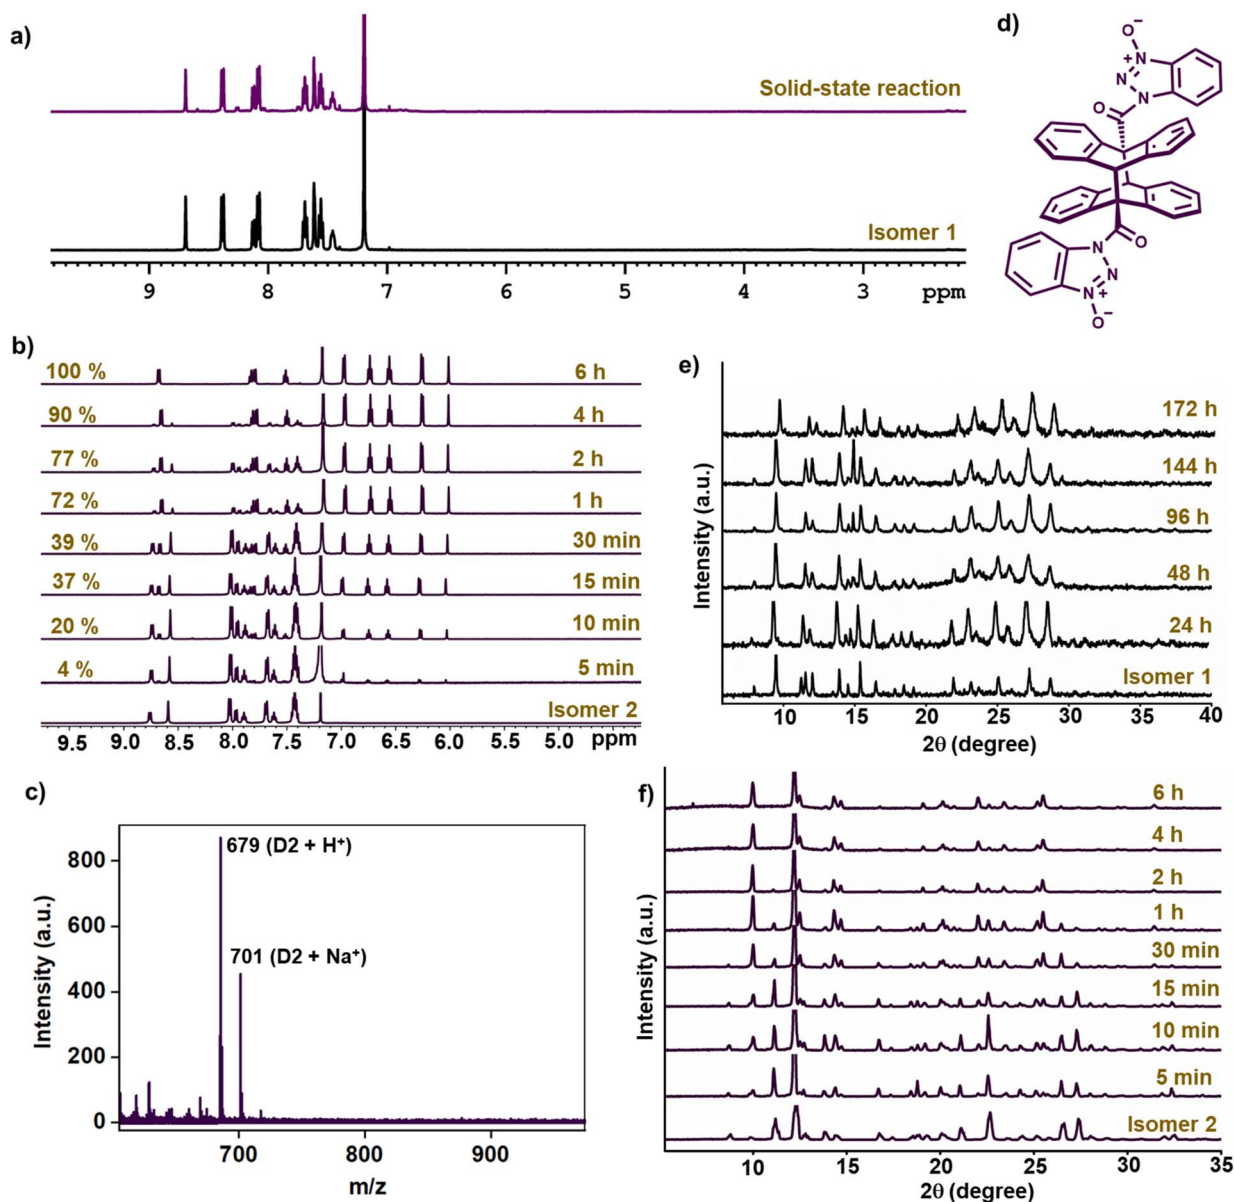 a)
Solid-state reaction
Isomer 1
9 8 7 6 5 4 3 ppm
b)
100 % 6 h
90 % 4 h
77 % 2 h
72 % 1 h
39 % 30 min
37 % 15 min
20 % 10 min
4 % 5 min
Isomer 2
9.5 9.0 8.5 8.0 7.5 7.0 6.5 6.0 5.5 5.0 ppm
c)
679 (D2 + H⁺)
701 (D2 + Na⁺)
Intensity (a.u.)
800
600
400
200
0
700 800 900
m/z
d)
O⁻
N⁺
N
N
O
O
N
N
N⁺
O⁻
e)
172 h
144 h
96 h
48 h
24 h
Isomer 1
Intensity (a.u.)
10 15 20 25 30 35 40
2θ (degree)
f)
6 h
4 h
2 h
1 h
30 min
15 min
10 min
5 min
Isomer 2
Intensity (a.u.)
10 15 20 25 30 35
2θ (degree)